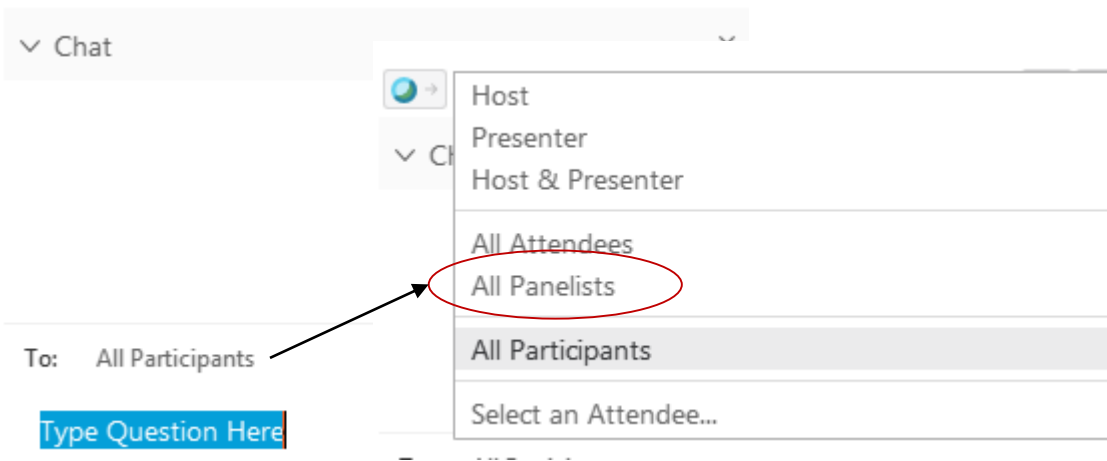 Chat
Host
Presenter
Host & Presenter
All Attendees
All Panelists
All Participants
Select an Attendee...
To: All Participants
Type Question Here